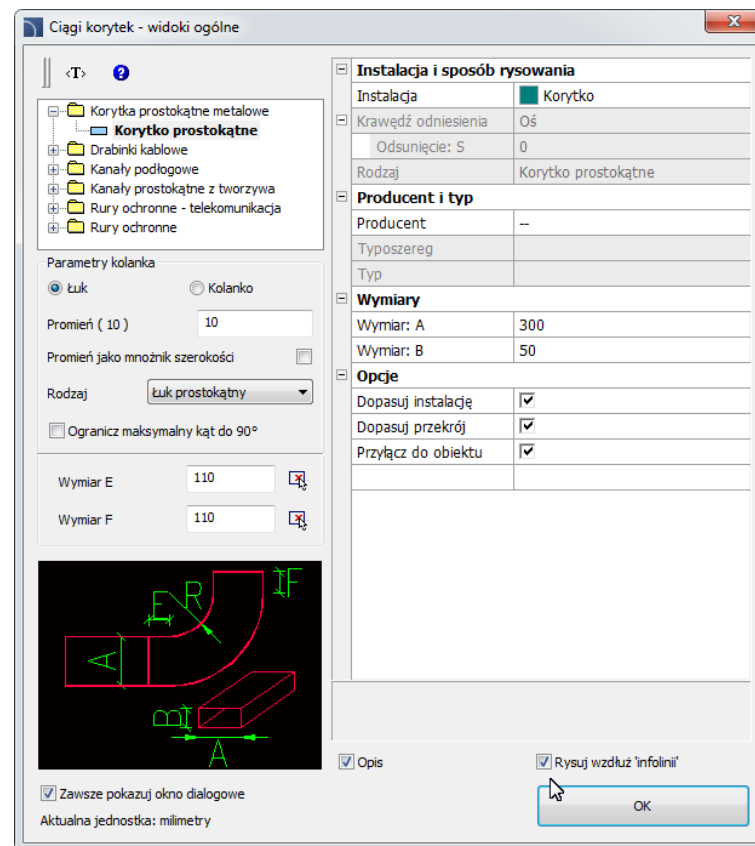 Ciągi korytek - widoki ogólne
<T>
Korytka prostokątne metalowe
Korytko prostokątne
Drabinki kablowe
Kanały podłogowe
Kanały prostokątne z tworzywa
Rury ochronne - telekomunikacja
Rury ochronne
Parametry kolanka
Łuk Kolanko
Promień ( 10 ) 10
Promień jako mnożnik szerokości
Rodzaj Łuk prostokątny
Ogranicz maksymalny kąt do 90°
Wymiar E 110
Wymiar F 110
E R F
A
B
A
Zawsze pokazuj okno dialogowe
Aktualna jednostka: milimetry
Instalacja i sposób rysowania
Instalacja Korytko
Krawędź odniesienia Oś
Odsunięcie: S 0
Rodzaj Korytko prostokątne
Producent i typ
Producent --
Typoszereg
Typ
Wymiary
Wymiar: A 300
Wymiar: B 50
Opcje
Dopasuj instalację
Dopasuj przekrój
Przyłącz do obiektu
Opis Rysuj wzdłuż 'infolinii'
OK